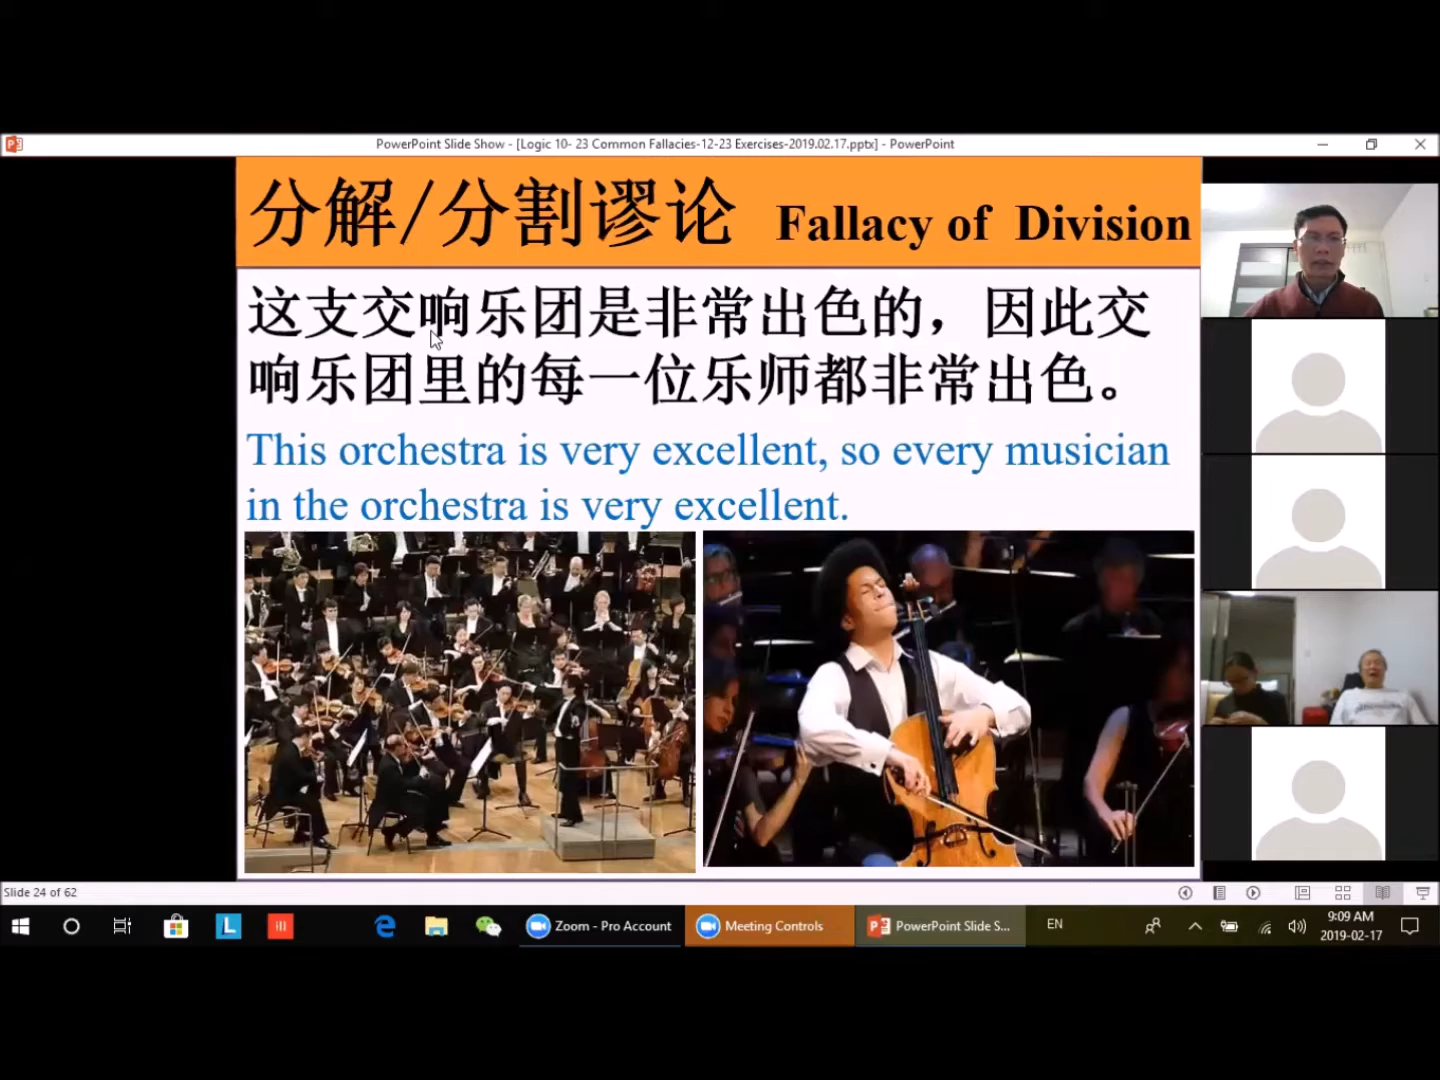 PowerPoint Slide Show - [Logic 10- 23 Common Fallacies-12-23 Exercises-2019.02.17.pptx] - PowerPoint
分解/分割谬论 Fallacy of Division
这支交响乐团是非常出色的，因此交
响乐团里的每一位乐师都非常出色。
This orchestra is very excellent, so every musician
in the orchestra is very excellent.
Slide 24 of 62
Zoom - Pro Account
Meeting Controls
PowerPoint Slide S...
EN
9:09 AM
2019-02-17